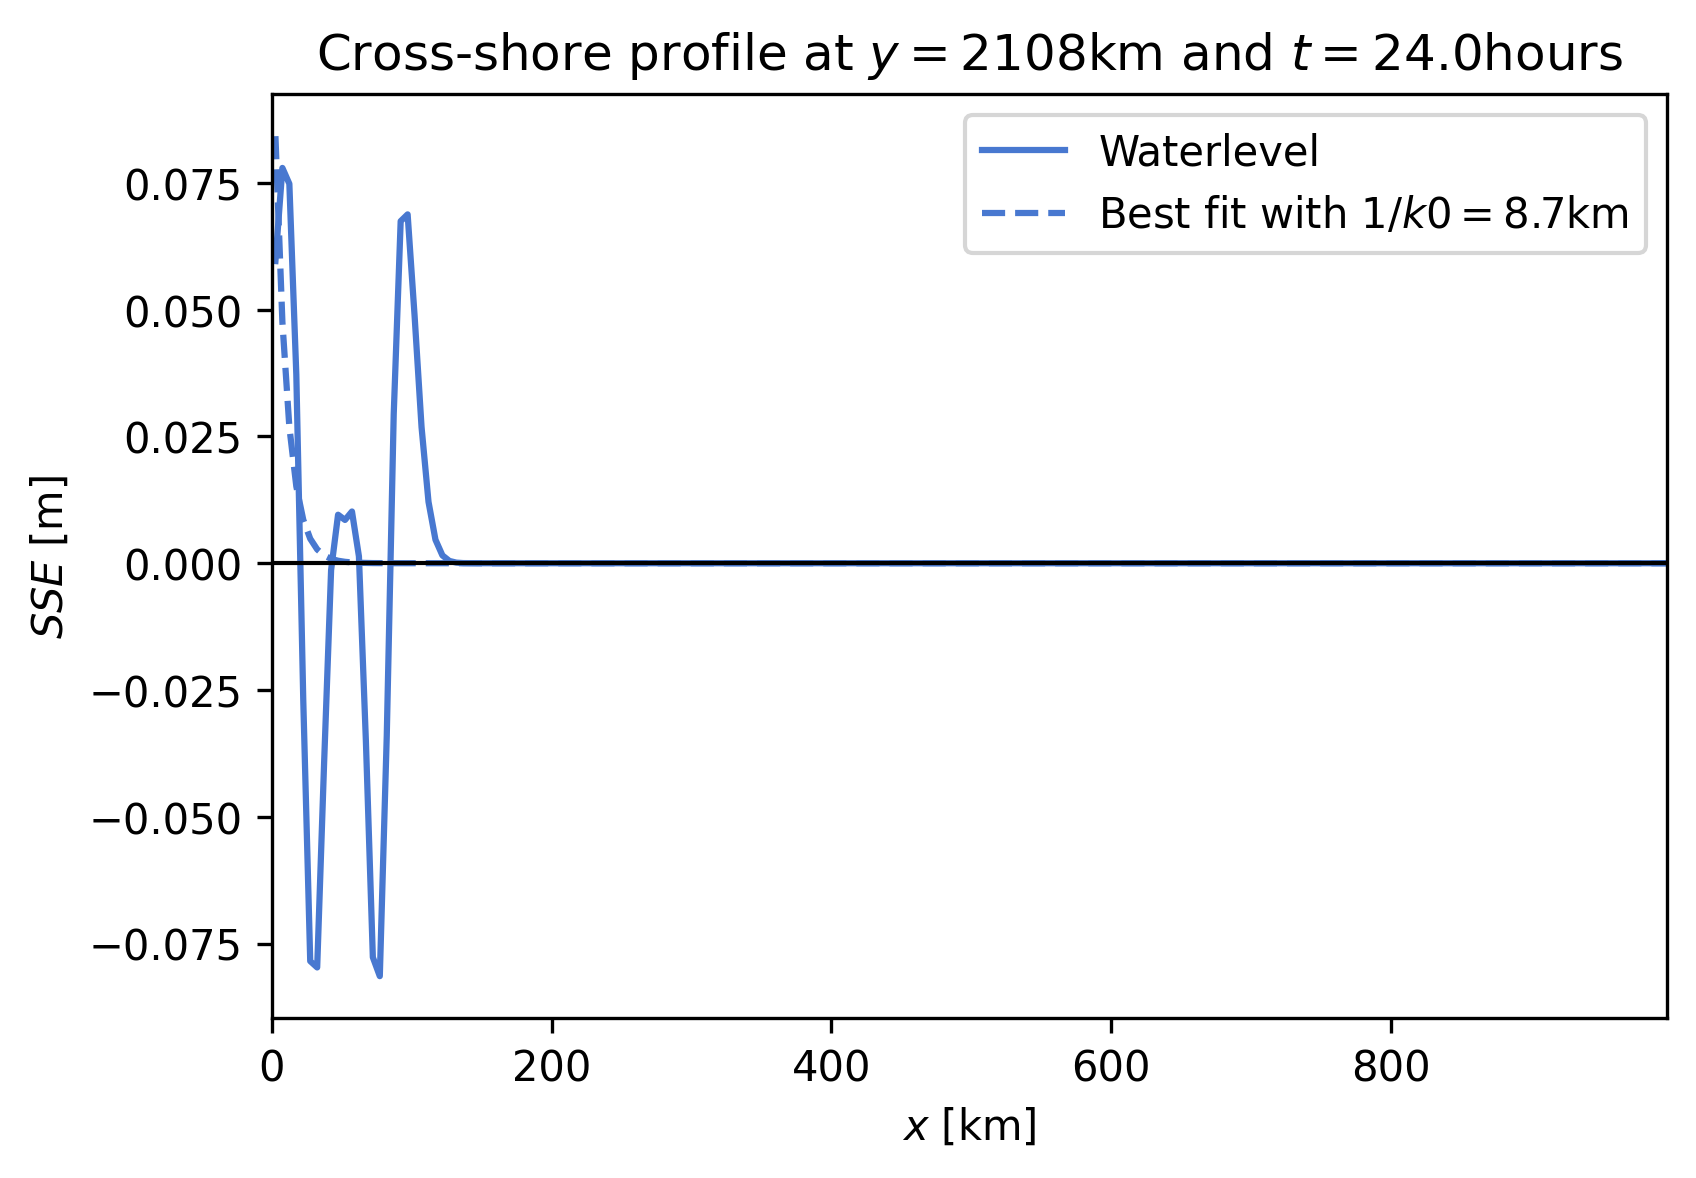 Cross-shore profile at y = 2108km and t = 24.0hours
Waterlevel
Best fit with 1/k0 = 8.7km
0.075
0.050
0.025
0.000
−0.025
−0.050
−0.075
SSE [m]
0 200 400 600 800
x [km]